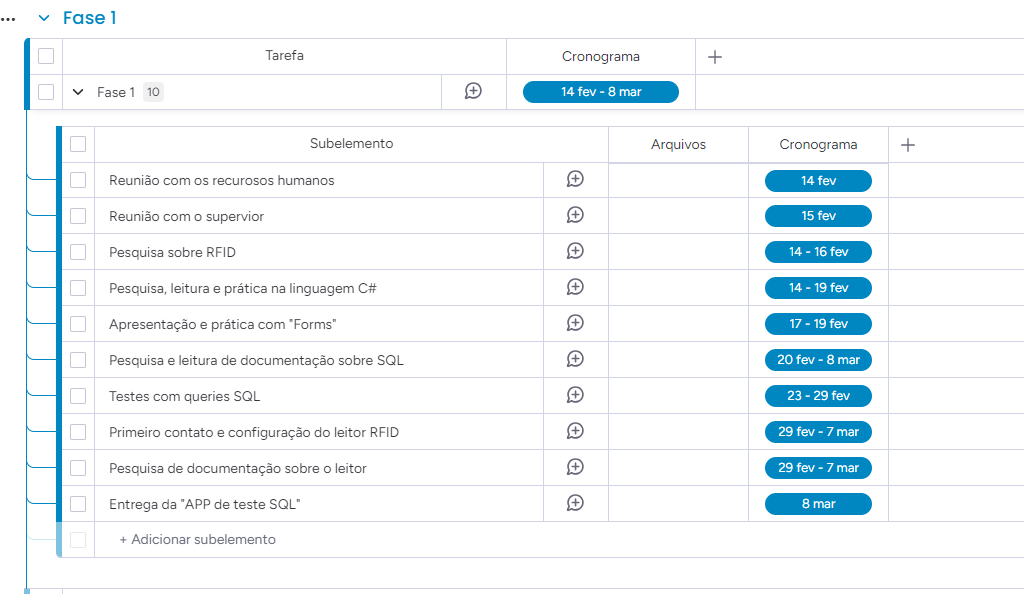 Fase 1
Tarefa Cronograma
Fase 1 10 14 fev - 8 mar
Subelemento Arquivos Cronograma
Reunião com os recurosos humanos 14 fev
Reunião com o supervior 15 fev
Pesquisa sobre RFID 14 - 16 fev
Pesquisa, leitura e prática na linguagem C# 14 - 19 fev
Apresentação e prática com "Forms" 17 - 19 fev
Pesquisa e leitura de documentação sobre SQL 20 fev - 8 mar
Testes com queries SQL 23 - 29 fev
Primeiro contato e configuração do leitor RFID 29 fev - 7 mar
Pesquisa de documentação sobre o leitor 29 fev - 7 mar
Entrega da "APP de teste SQL" 8 mar
+ Adicionar subelemento